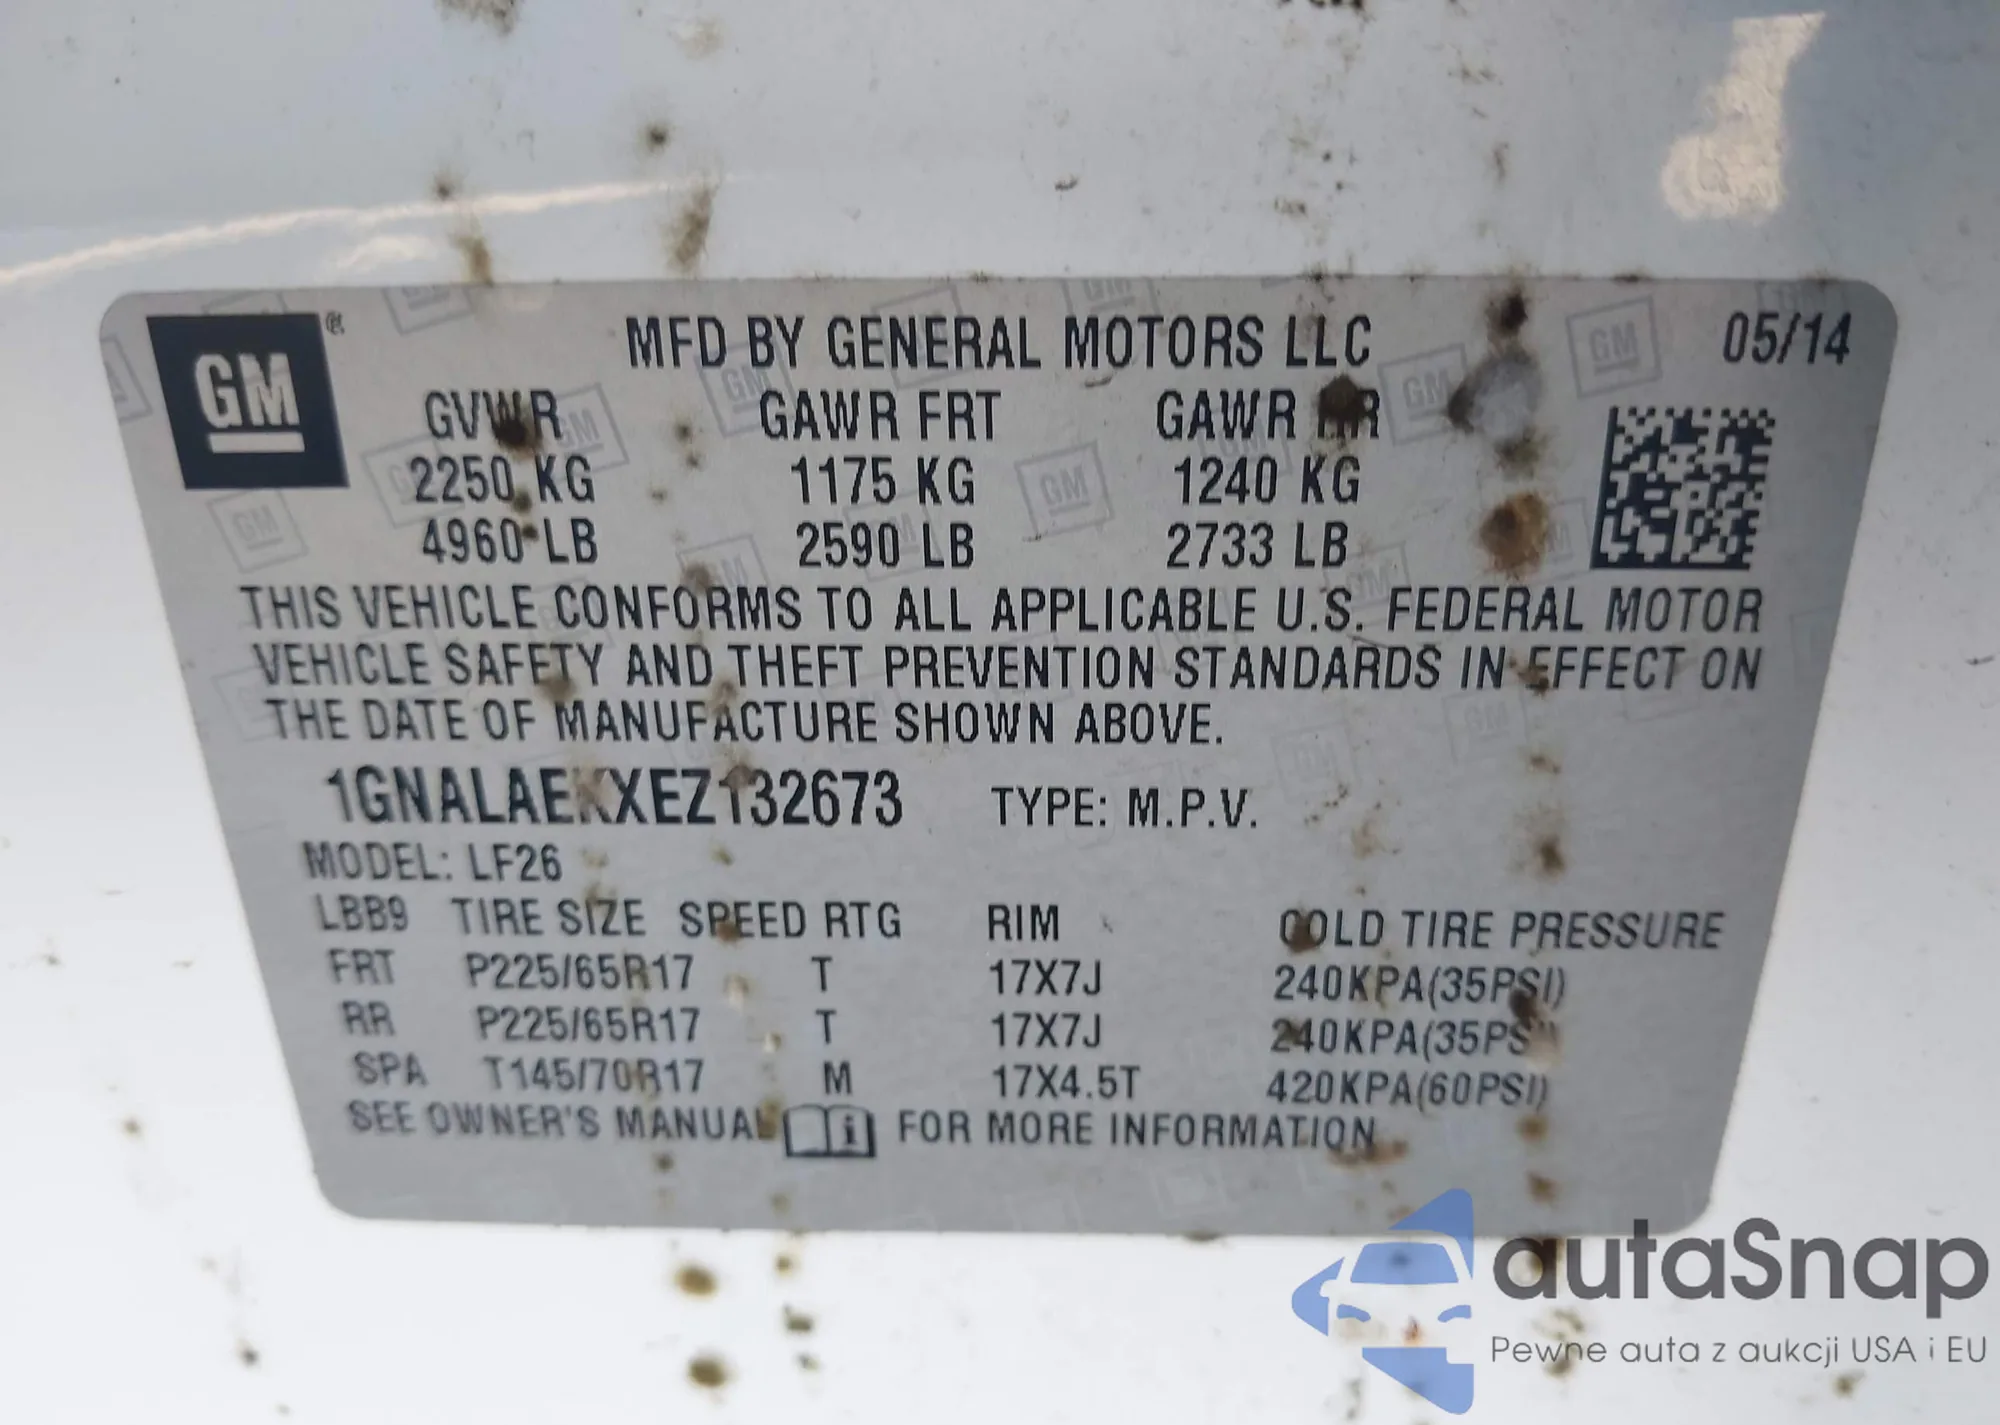 GM
MFD BY GENERAL MOTORS LLC 05/14
GVWR GAWR FRT GAWR RR
2250 KG 1175 KG 1240 KG
4960 LB 2590 LB 2733 LB
THIS VEHICLE CONFORMS TO ALL APPLICABLE U.S. FEDERAL MOTOR
VEHICLE SAFETY AND THEFT PREVENTION STANDARDS IN EFFECT ON
THE DATE OF MANUFACTURE SHOWN ABOVE.
1GNALAEKXEZ132673 TYPE: M.P.V.
MODEL: LF26
LBB9 TIRE SIZE SPEED RTG RIM COLD TIRE PRESSURE
FRT P225/65R17 T 17X7J 240KPA(35PSI)
RR P225/65R17 T 17X7J 240KPA(35PSI)
SPA T145/70R17 M 17X4.5T 420KPA(60PSI)
SEE OWNER'S MANUAL FOR MORE INFORMATION
autaSnap
Pewne auta z aukcji USA i EU